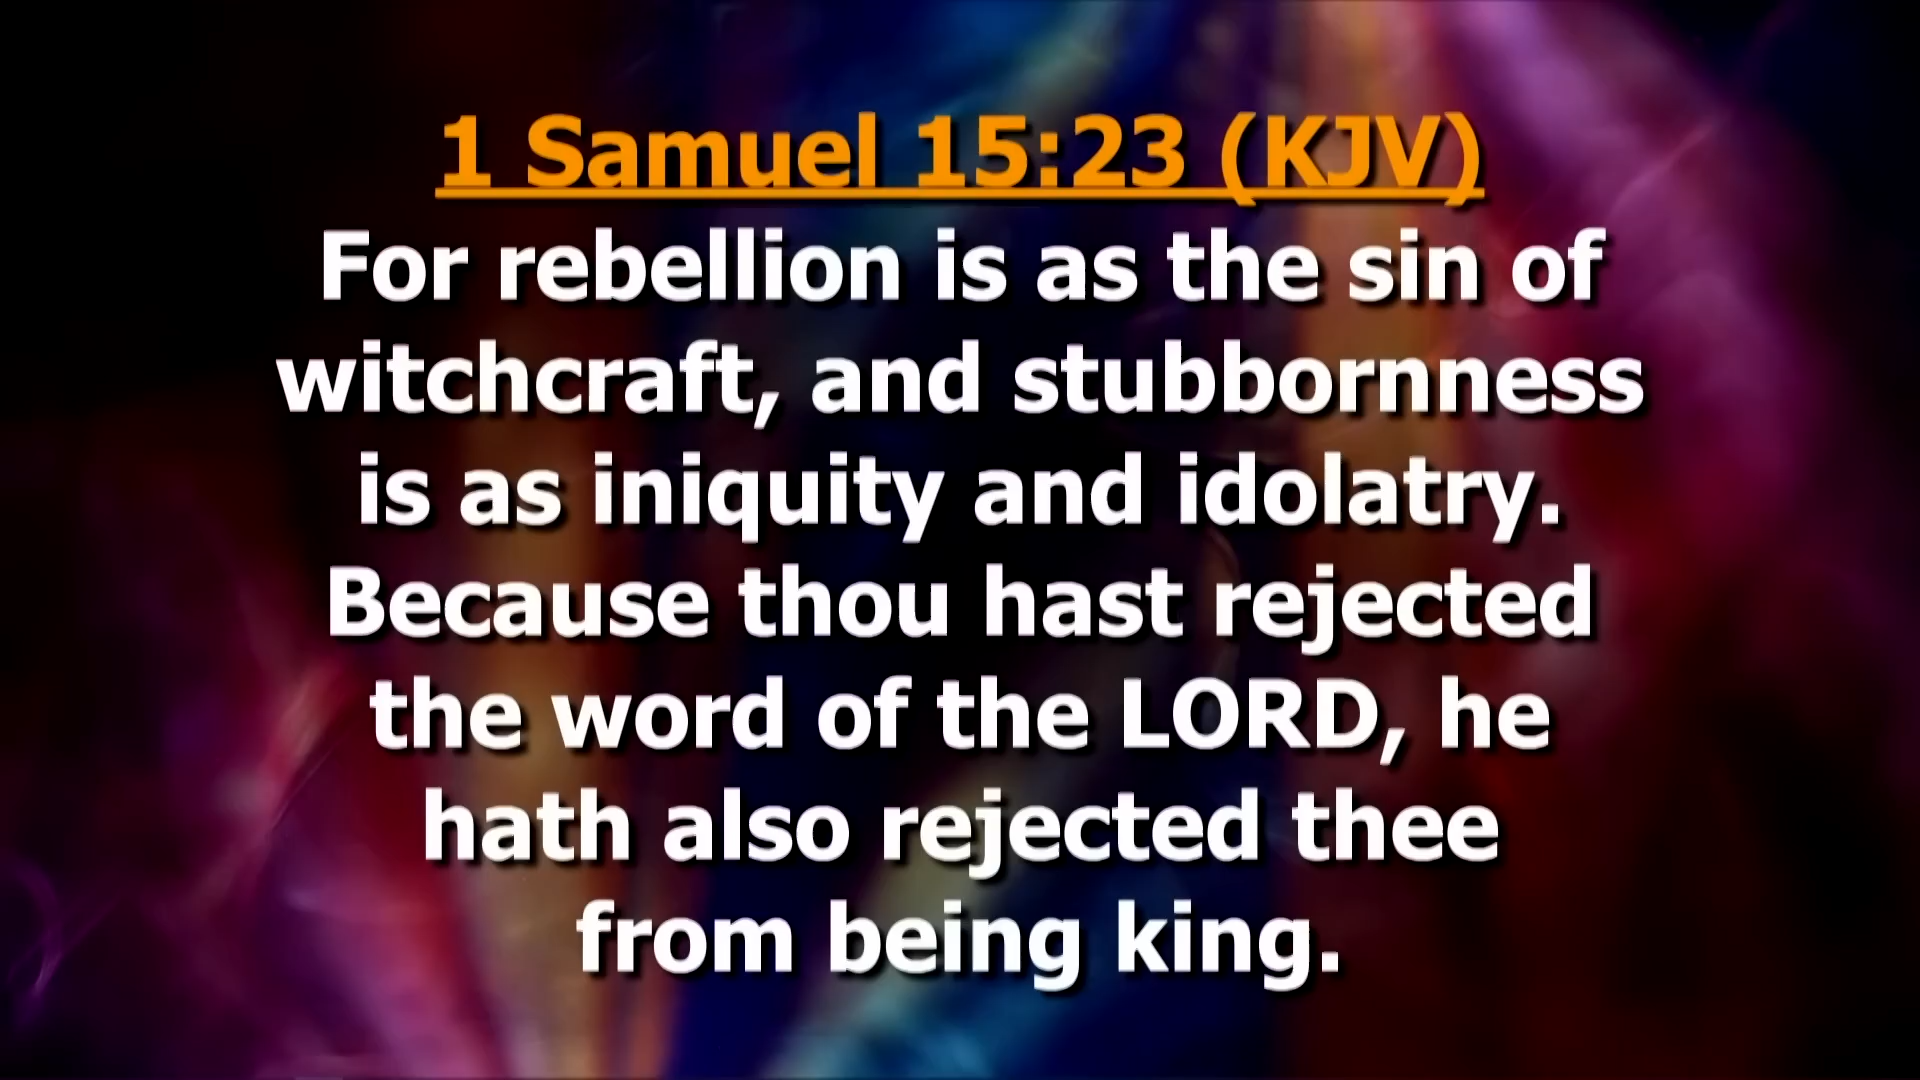 1 Samuel 15:23 (KJV)
For rebellion is as the sin of
witchcraft, and stubbornness
is as iniquity and idolatry.
Because thou hast rejected
the word of the LORD, he
hath also rejected thee
from being king.